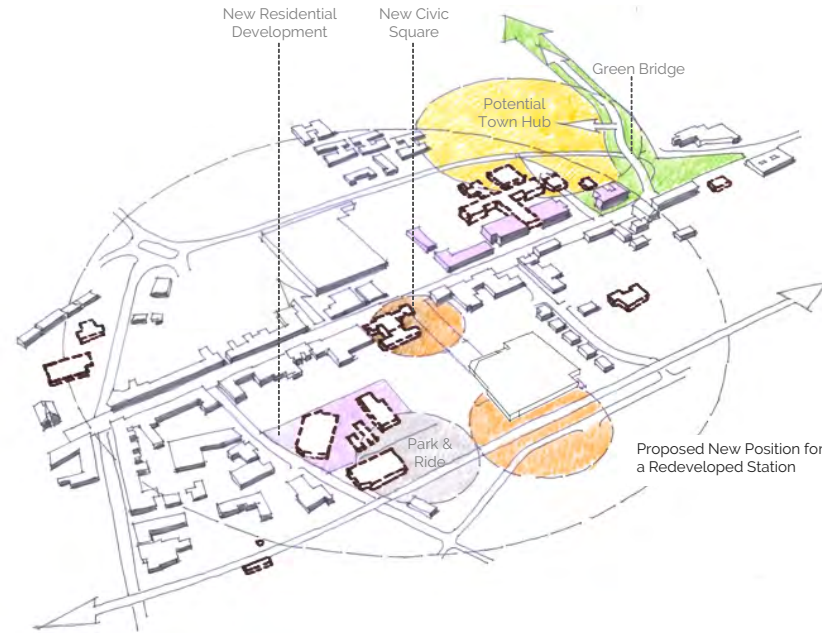 New Residential
Development
New Civic
Square
Green Bridge
Potential
Town Hub
Park &
Ride
Proposed New Position for
a Redeveloped Station